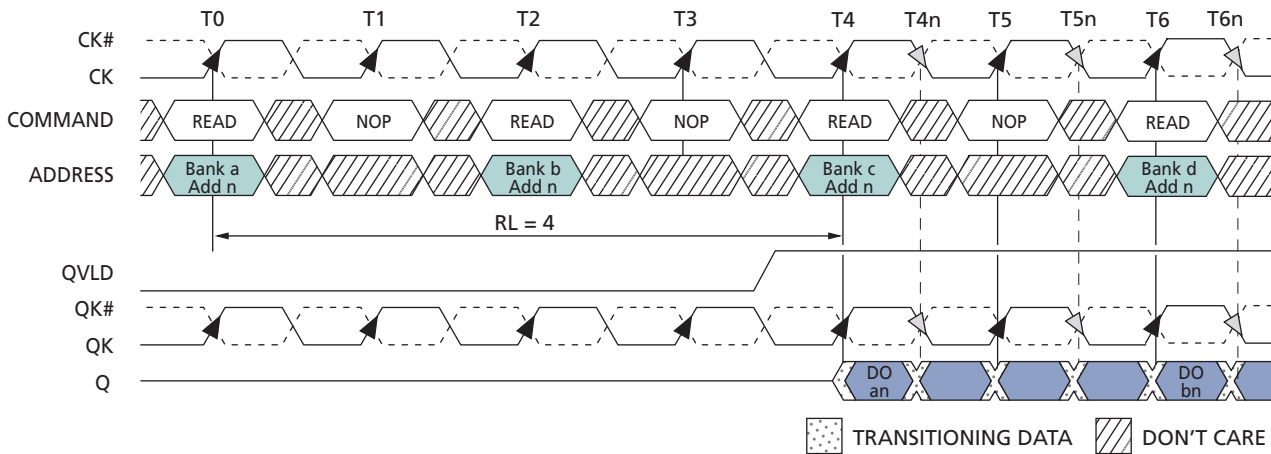 T0 T1 T2 T3 T4 T4n T5 T5n T6 T6n
CK#
CK
COMMAND READ NOP READ NOP READ NOP READ
ADDRESS Bank a Add n Bank b Add n Bank c Add n Bank d Add n
RL = 4
QVLD
QK#
QK
Q DO an DO bn
TRANSITIONING DATA DON'T CARE